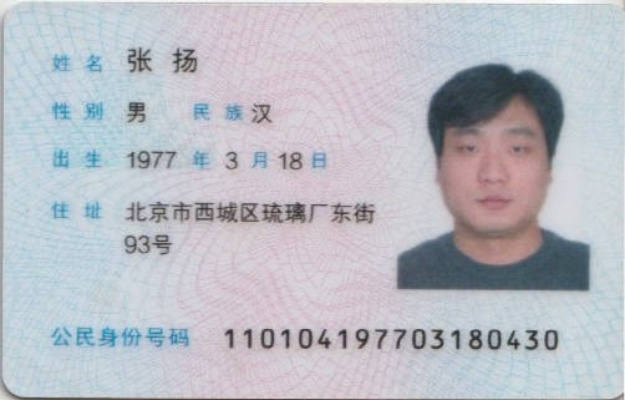 姓名 张扬
性别 男 民族 汉
出生 1977 年 3 月 18 日
住址 北京市西城区琉璃厂东街
93号
公民身份号码 110104197703180430